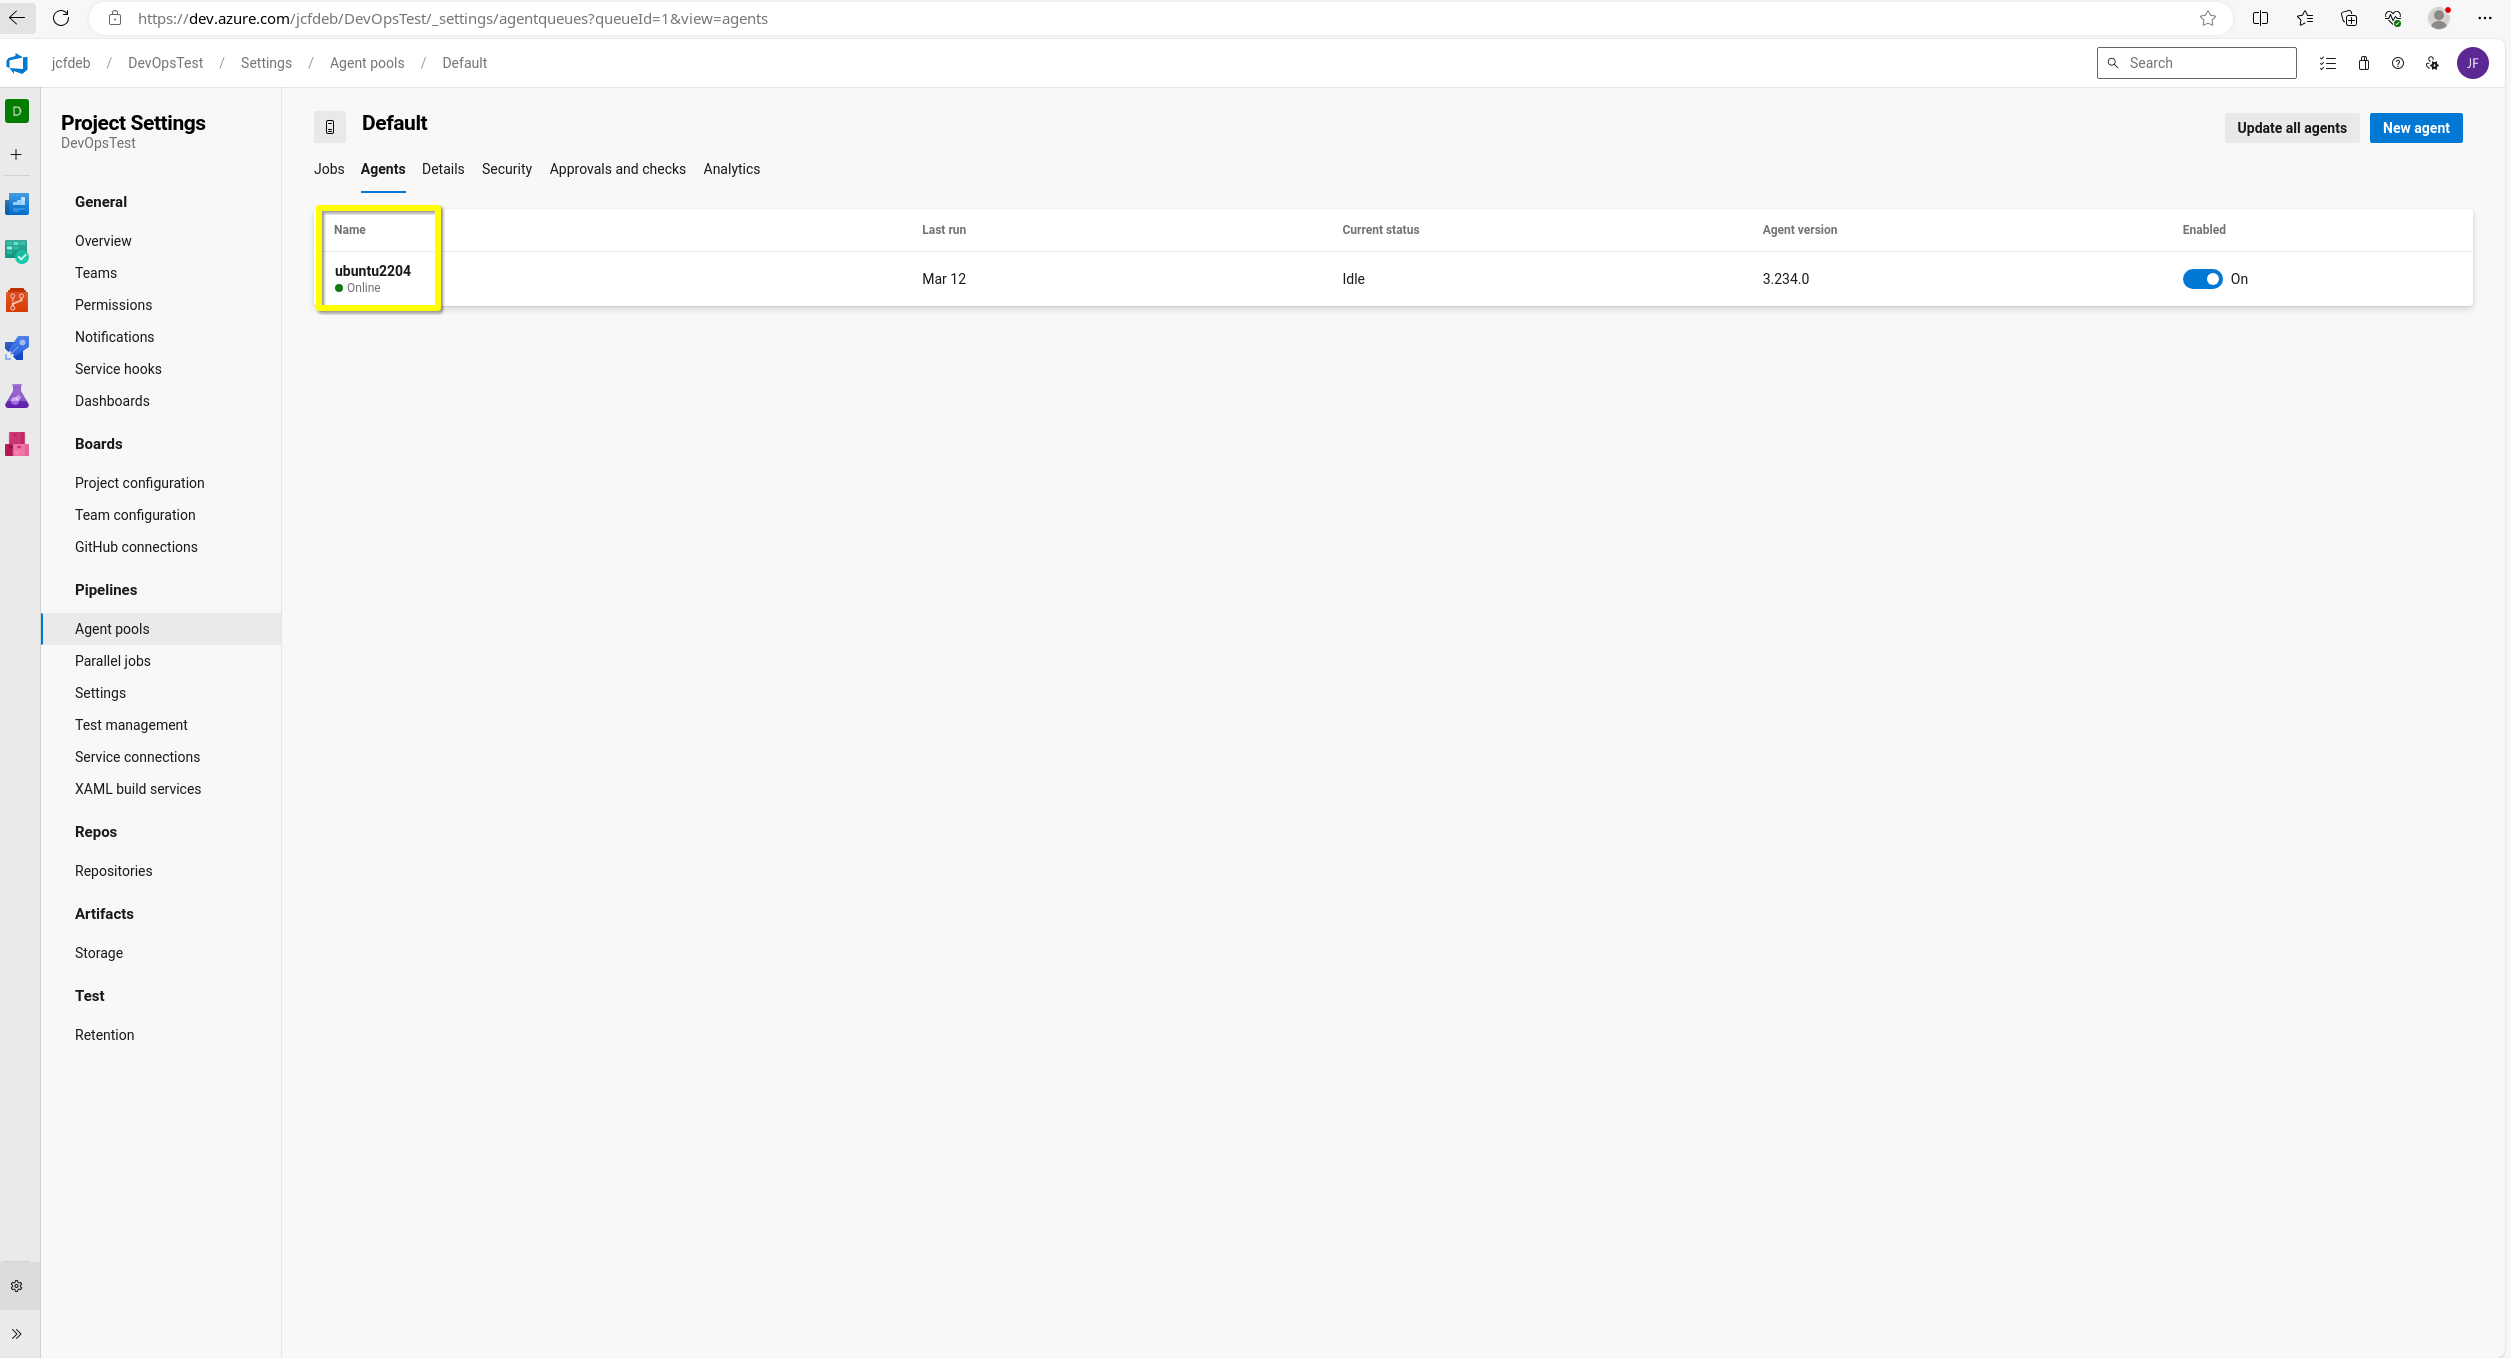 https://dev.azure.com/jcfdeb/DevOpsTest/_settings/agentqueues?queueId=1&view=agents
jcfdeb / DevOpsTest / Settings / Agent pools / Default
Search
JF
D
Project Settings
DevOpsTest
General
Overview
Teams
Permissions
Notifications
Service hooks
Dashboards
Boards
Project configuration
Team configuration
GitHub connections
Pipelines
Agent pools
Parallel jobs
Settings
Test management
Service connections
XAML build services
Repos
Repositories
Artifacts
Storage
Test
Retention
Default
Update all agents
New agent
Jobs Agents Details Security Approvals and checks Analytics
Name Last run Current status Agent version Enabled
ubuntu2204 Mar 12 Idle 3.234.0 On
Online